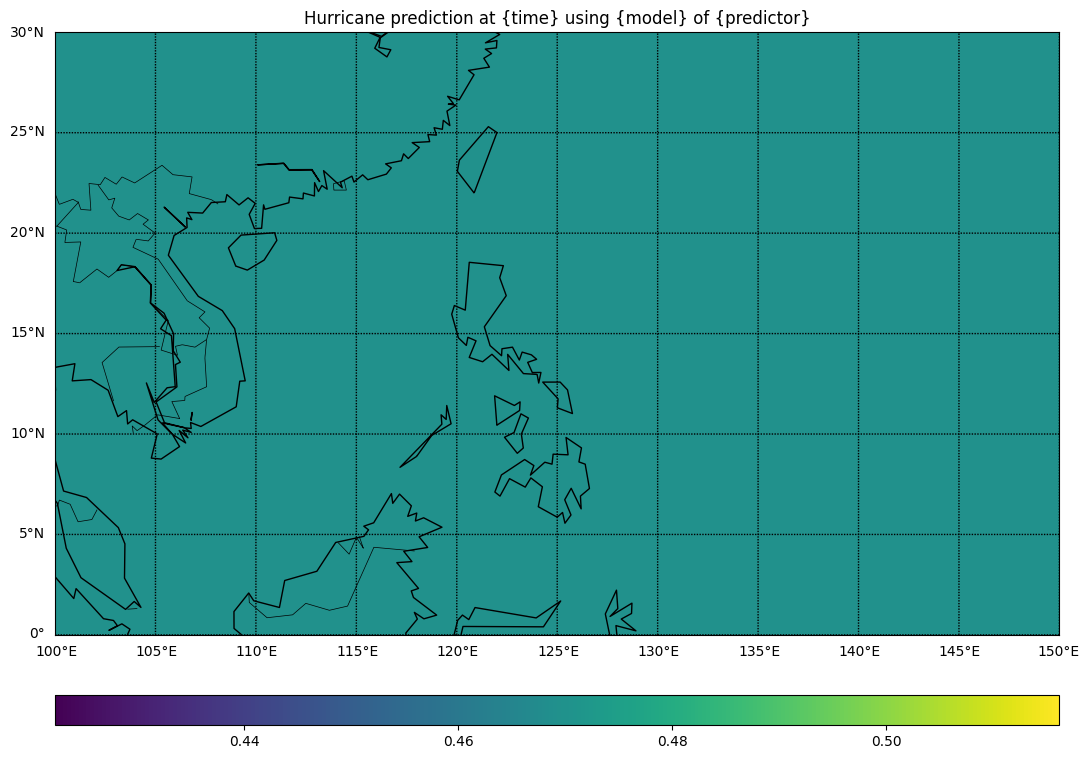 Hurricane prediction at {time} using {model} of {predictor}
30°N
25°N
20°N
15°N
10°N
5°N
0°
100°E 105°E 110°E 115°E 120°E 125°E 130°E 135°E 140°E 145°E 150°E
0.44 0.46 0.48 0.50